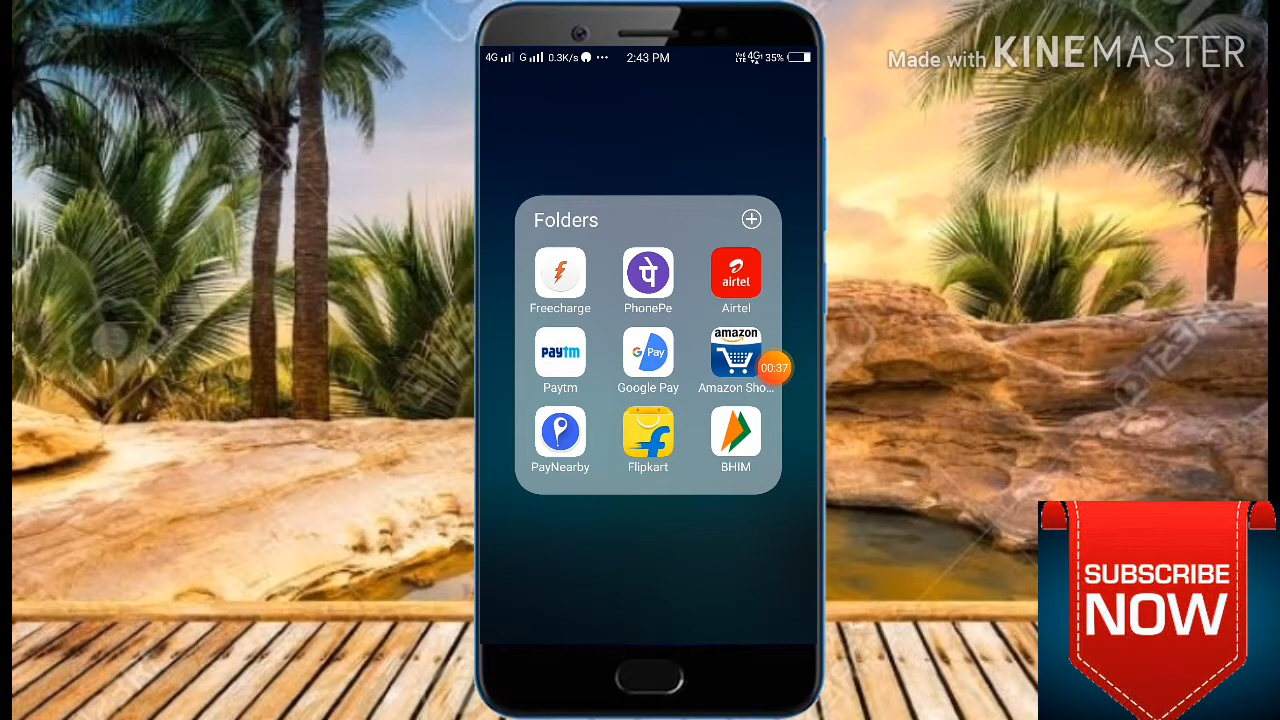 Made with KINEMASTER
4G G 0.3K/s ••• 2:43 PM VoLTE 4G 35%
Folders
airtel
Freecharge PhonePe Airtel
पे
amazon
paytm
G Pay
00:37
Paytm Google Pay Amazon Sho...
PayNearby Flipkart BHIM
SUBSCRIBE
NOW